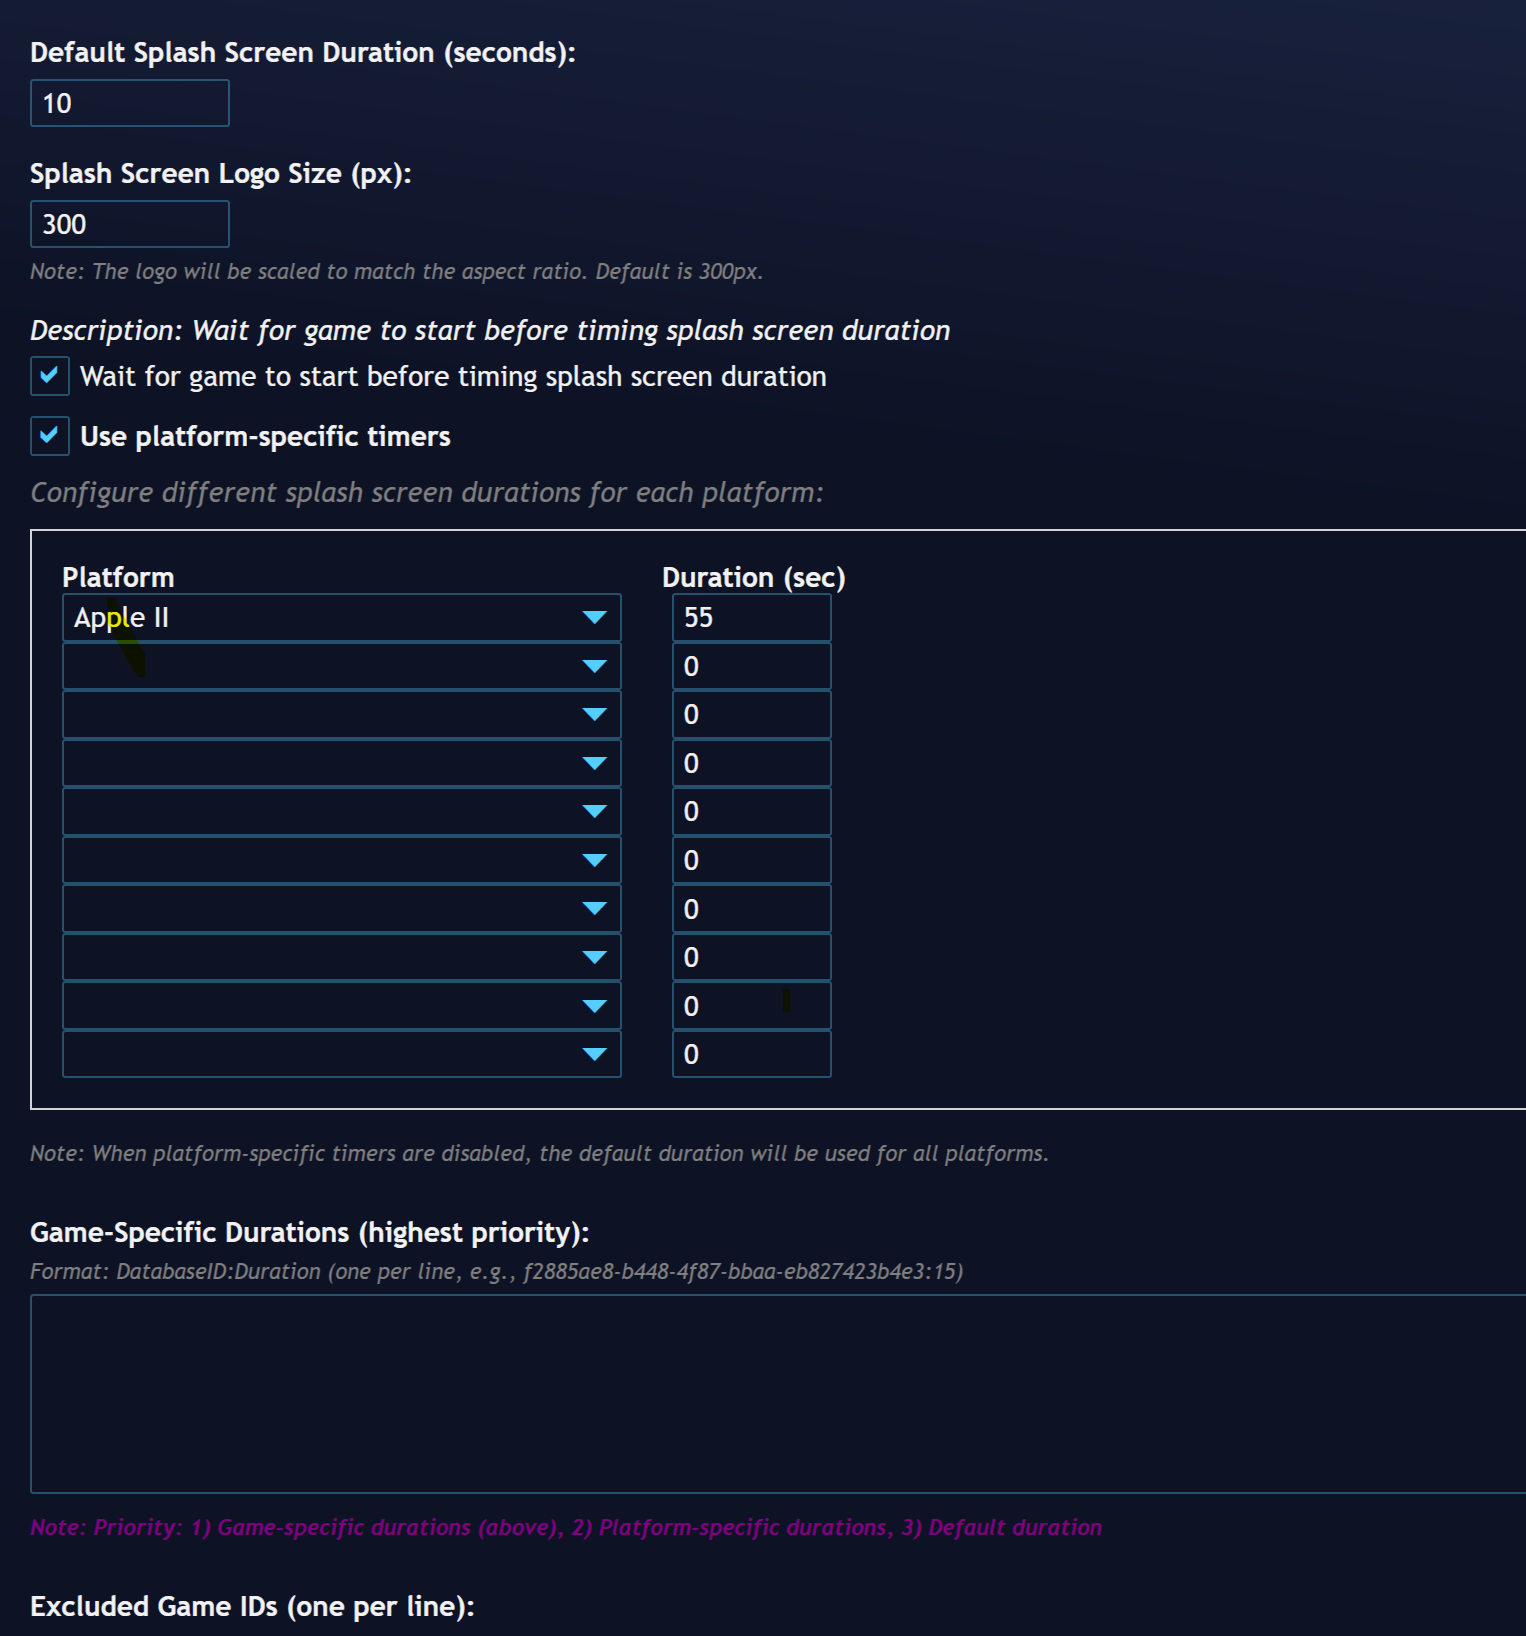 Default Splash Screen Duration (seconds):
10
Splash Screen Logo Size (px):
300
Note: The logo will be scaled to match the aspect ratio. Default is 300px.
Description: Wait for game to start before timing splash screen duration
Wait for game to start before timing splash screen duration
Use platform-specific timers
Configure different splash screen durations for each platform:
Platform Duration (sec)
Apple II 55
0
0
0
0
0
0
0
0
0
Note: When platform-specific timers are disabled, the default duration will be used for all platforms.
Game-Specific Durations (highest priority):
Format: DatabaseID:Duration (one per line, e.g., f2885ae8-b448-4f87-bbaa-eb827423b4e3:15)
Note: Priority: 1) Game-specific durations (above), 2) Platform-specific durations, 3) Default duration
Excluded Game IDs (one per line):